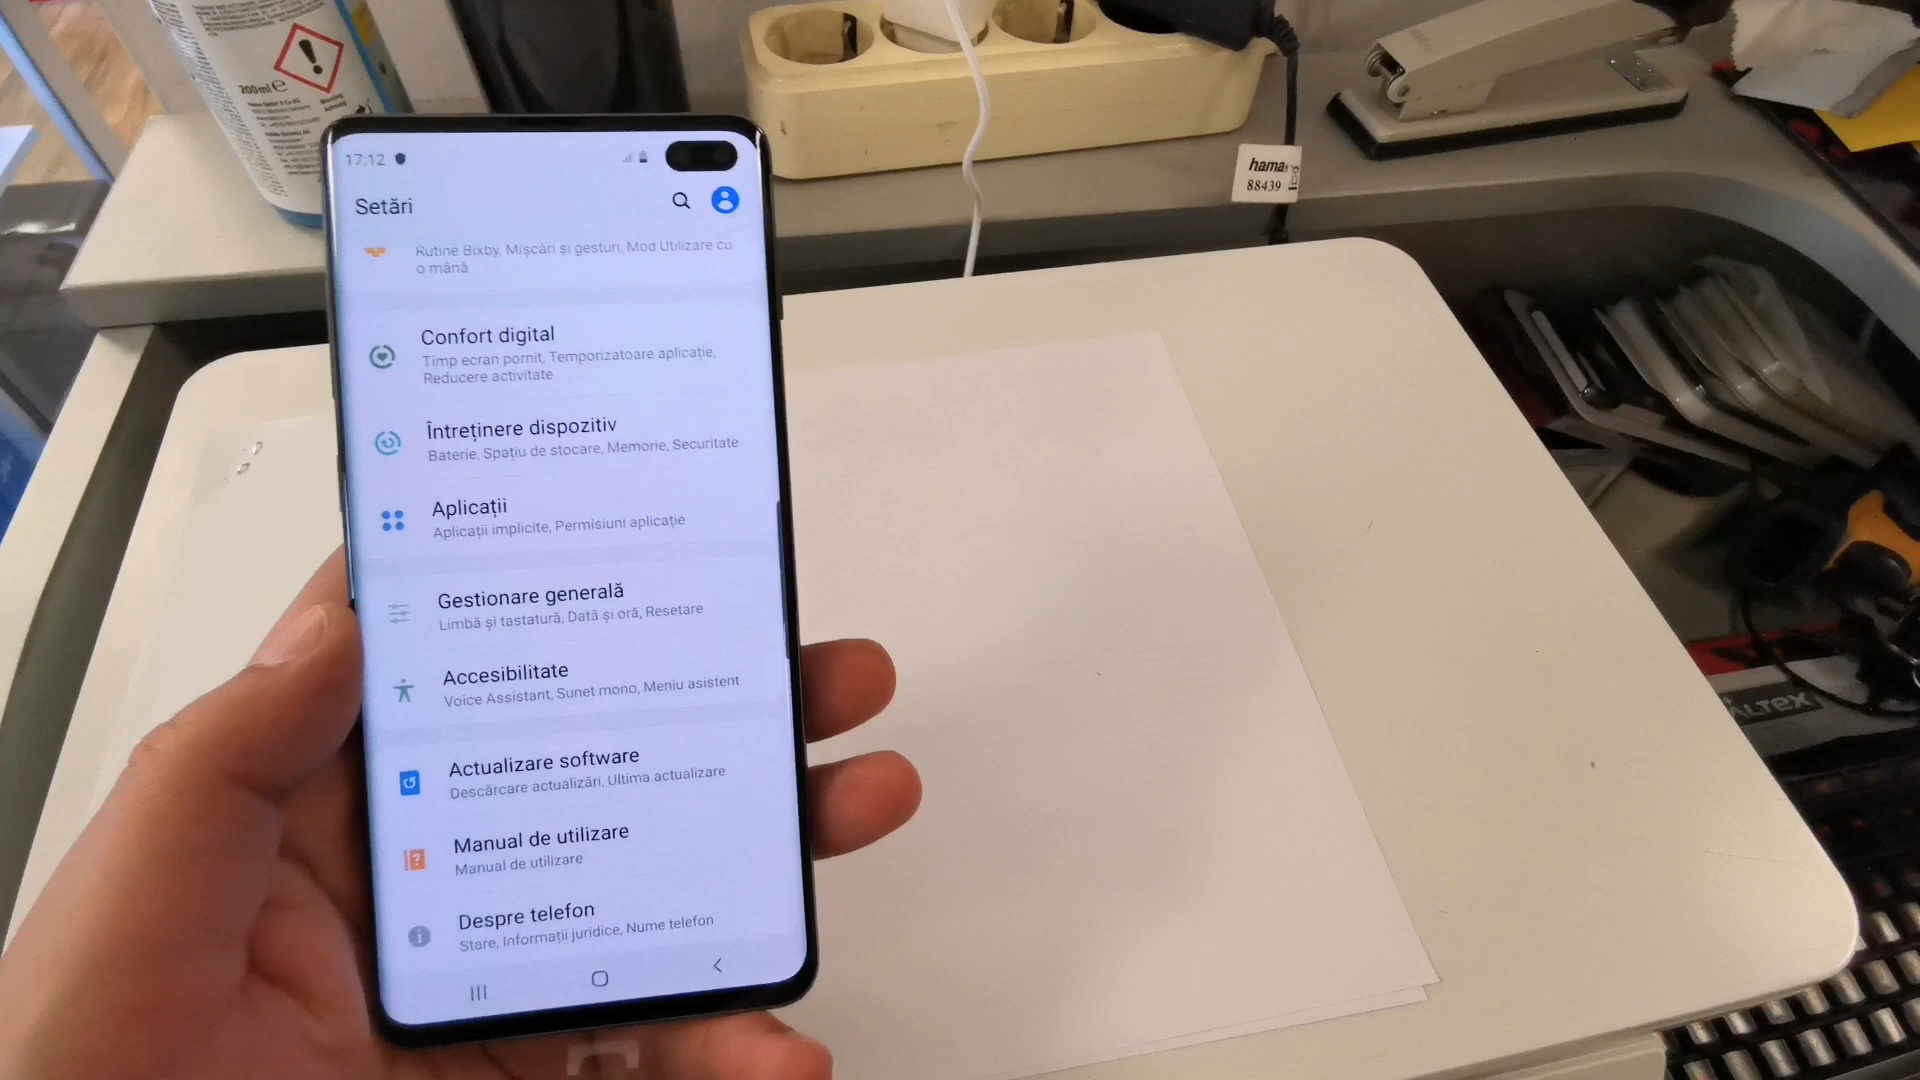 200ml e
hama
88439
17:12
Setări
Rutine Bixby, Mișcări și gesturi, Mod Utilizare cu
o mână
Confort digital
Timp ecran pornit, Temporizatoare aplicație,
Reducere activitate
Întreținere dispozitiv
Baterie, Spațiu de stocare, Memorie, Securitate
Aplicații
Aplicații implicite, Permisiuni aplicație
Gestionare generală
Limbă și tastatură, Dată și oră, Resetare
Accesibilitate
Voice Assistant, Sunet mono, Meniu asistent
Actualizare software
Descărcare actualizări, Ultima actualizare
Manual de utilizare
Manual de utilizare
Despre telefon
Stare, Informații juridice, Nume telefon
ALTEX